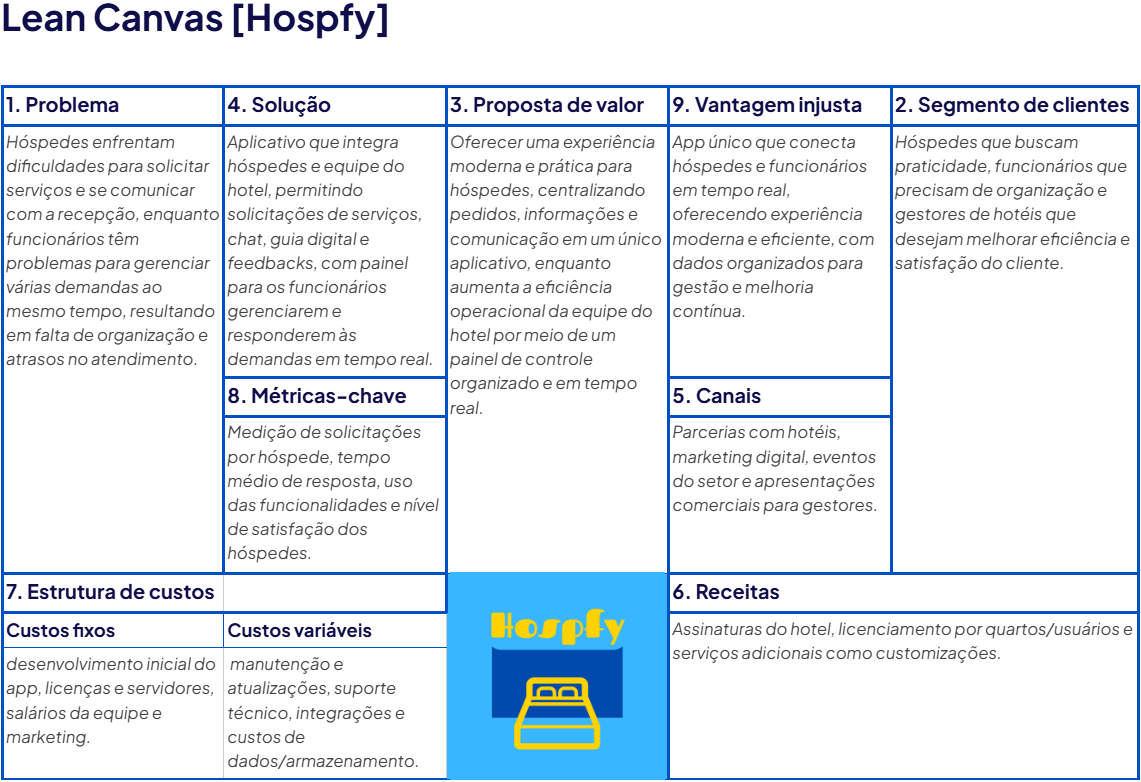 Lean Canvas [Hospfy]
1. Problema
Hóspedes enfrentam
dificuldades para solicitar
serviços e se comunicar
com a recepção, enquanto
funcionários têm
problemas para gerenciar
várias demandas ao
mesmo tempo, resultando
em falta de organização e
atrasos no atendimento.
4. Solução
Aplicativo que integra
hóspedes e equipe do
hotel, permitindo
solicitações de serviços,
chat, guia digital e
feedbacks, com painel
para os funcionários
gerenciarem e
responderem às
demandas em tempo real.
8. Métricas-chave
Medição de solicitações
por hóspede, tempo
médio de resposta, uso
das funcionalidades e nível
de satisfação dos
hóspedes.
3. Proposta de valor
Oferecer uma experiência
moderna e prática para
hóspedes, centralizando
pedidos, informações e
comunicação em um único
aplicativo, enquanto
aumenta a eficiência
operacional da equipe do
hotel por meio de um
painel de controle
organizado e em tempo
real.
9. Vantagem injusta
App único que conecta
hóspedes e funcionários
em tempo real,
oferecendo experiência
moderna e eficiente, com
dados organizados para
gestão e melhoria
contínua.
5. Canais
Parcerias com hotéis,
marketing digital, eventos
do setor e apresentações
comerciais para gestores.
2. Segmento de clientes
Hóspedes que buscam
praticidade, funcionários que
precisam de organização e
gestores de hotéis que
desejam melhorar eficiência e
satisfação do cliente.
7. Estrutura de custos
Custos fixos
desenvolvimento inicial do
app, licenças e servidores,
salários da equipe e
marketing.
Custos variáveis
manutenção e
atualizações, suporte
técnico, integrações e
custos de
dados/armazenamento.
Hospfy
6. Receitas
Assinaturas do hotel, licenciamento por quartos/usuários e
serviços adicionais como customizações.